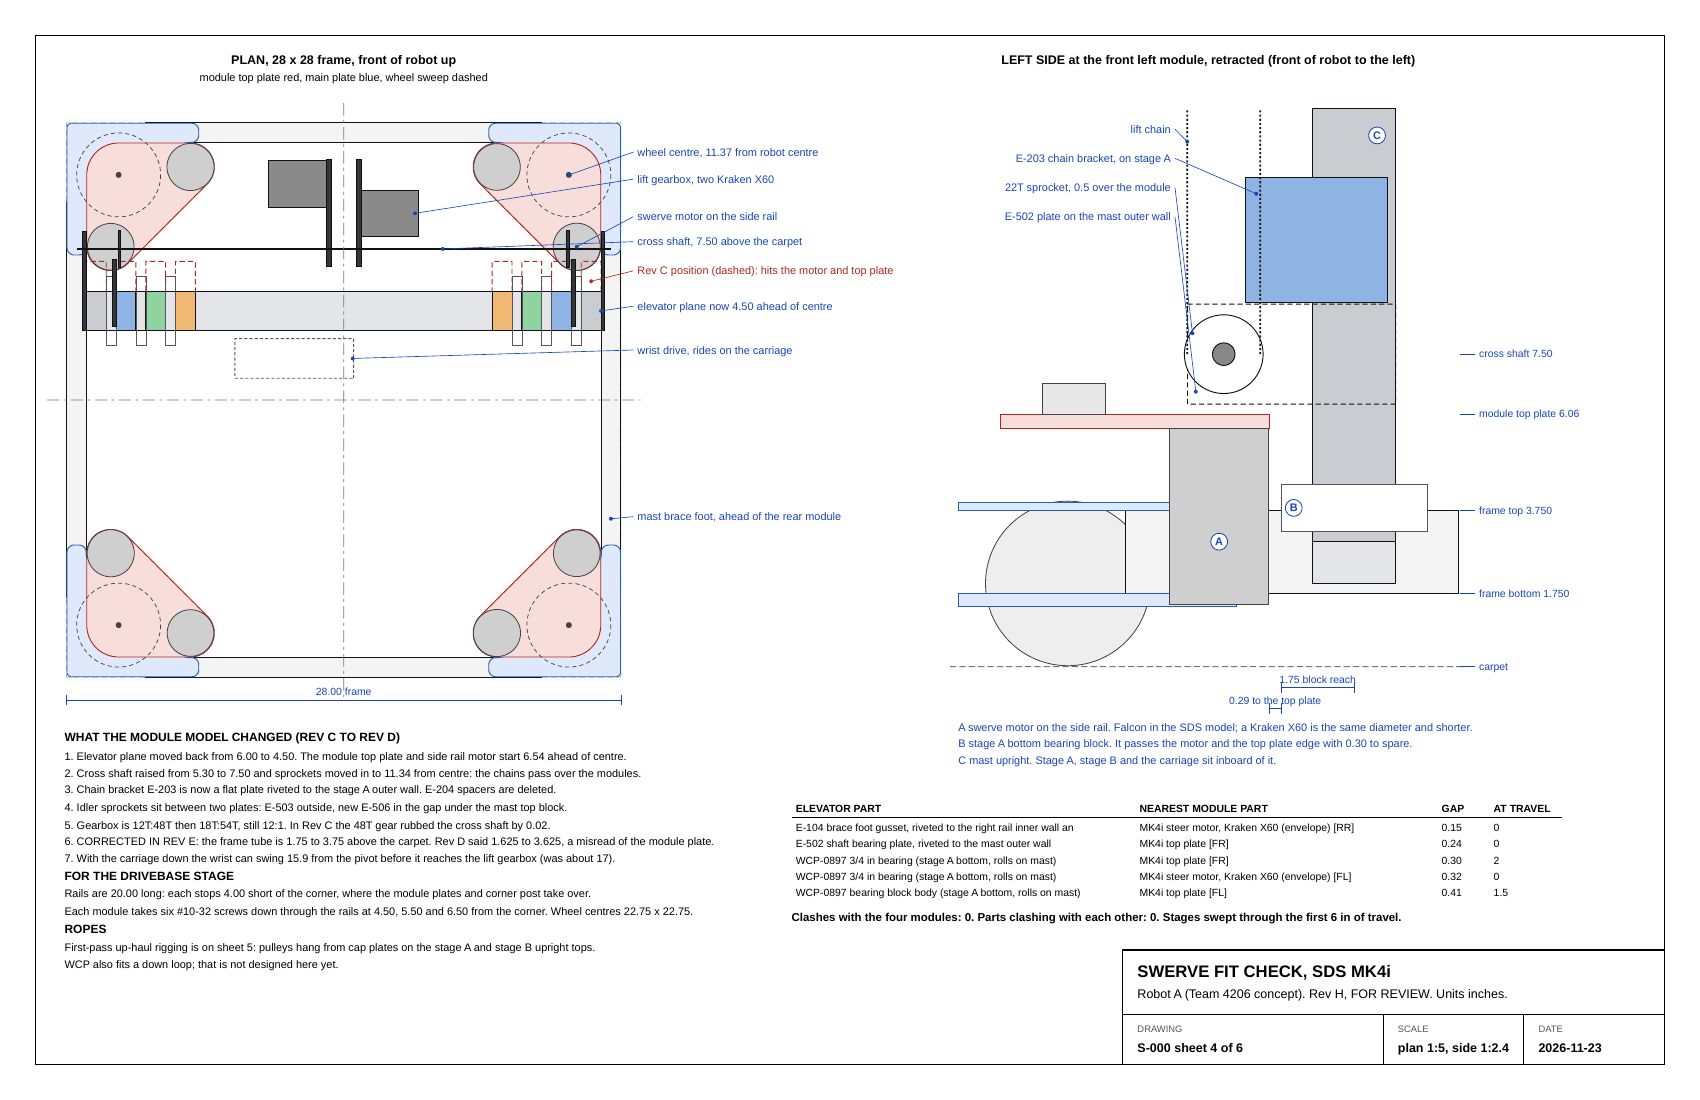 PLAN, 28 x 28 frame, front of robot up
module top plate red, main plate blue, wheel sweep dashed
wheel centre, 11.37 from robot centre
lift gearbox, two Kraken X60
swerve motor on the side rail
cross shaft, 7.50 above the carpet
Rev C position (dashed): hits the motor and top plate
elevator plane now 4.50 ahead of centre
wrist drive, rides on the carriage
mast brace foot, ahead of the rear module
28.00 frame
LEFT SIDE at the front left module, retracted (front of robot to the left)
lift chain
E-203 chain bracket, on stage A
22T sprocket, 0.5 over the module
E-502 plate on the mast outer wall
C
cross shaft 7.50
module top plate 6.06
B
frame top 3.750
A
frame bottom 1.750
carpet
1.75 block reach
0.29 to the top plate
A swerve motor on the side rail. Falcon in the SDS model; a Kraken X60 is the same diameter and shorter.
B stage A bottom bearing block. It passes the motor and the top plate edge with 0.30 to spare.
C mast upright. Stage A, stage B and the carriage sit inboard of it.
WHAT THE MODULE MODEL CHANGED (REV C TO REV D)
1. Elevator plane moved back from 6.00 to 4.50. The module top plate and side rail motor start 6.54 ahead of centre.
2. Cross shaft raised from 5.30 to 7.50 and sprockets moved in to 11.34 from centre: the chains pass over the modules.
3. Chain bracket E-203 is now a flat plate riveted to the stage A outer wall. E-204 spacers are deleted.
4. Idler sprockets sit between two plates: E-503 outside, new E-506 in the gap under the mast top block.
5. Gearbox is 12T:48T then 18T:54T, still 12:1. In Rev C the 48T gear rubbed the cross shaft by 0.02.
6. CORRECTED IN REV E: the frame tube is 1.75 to 3.75 above the carpet. Rev D said 1.625 to 3.625, a misread of the module plate.
7. With the carriage down the wrist can swing 15.9 from the pivot before it reaches the lift gearbox (was about 17).
FOR THE DRIVEBASE STAGE
Rails are 20.00 long: each stops 4.00 short of the corner, where the module plates and corner post take over.
Each module takes six #10-32 screws down through the rails at 4.50, 5.50 and 6.50 from the corner. Wheel centres 22.75 x 22.75.
ROPES
First-pass up-haul rigging is on sheet 5: pulleys hang from cap plates on the stage A and stage B upright tops.
WCP also fits a down loop; that is not designed here yet.
ELEVATOR PART NEAREST MODULE PART GAP AT TRAVEL
E-104 brace foot gusset, riveted to the right rail inner wall an MK4i steer motor, Kraken X60 (envelope) [RR] 0.15 0
E-502 shaft bearing plate, riveted to the mast outer wall MK4i top plate [FR] 0.24 0
WCP-0897 3/4 in bearing (stage A bottom, rolls on mast) MK4i top plate [FR] 0.30 2
WCP-0897 3/4 in bearing (stage A bottom, rolls on mast) MK4i steer motor, Kraken X60 (envelope) [FL] 0.32 0
WCP-0897 bearing block body (stage A bottom, rolls on mast) MK4i top plate [FL] 0.41 1.5
Clashes with the four modules: 0. Parts clashing with each other: 0. Stages swept through the first 6 in of travel.
SWERVE FIT CHECK, SDS MK4i
Robot A (Team 4206 concept). Rev H, FOR REVIEW. Units inches.
DRAWING SCALE DATE
S-000 sheet 4 of 6 plan 1:5, side 1:2.4 2026-11-23